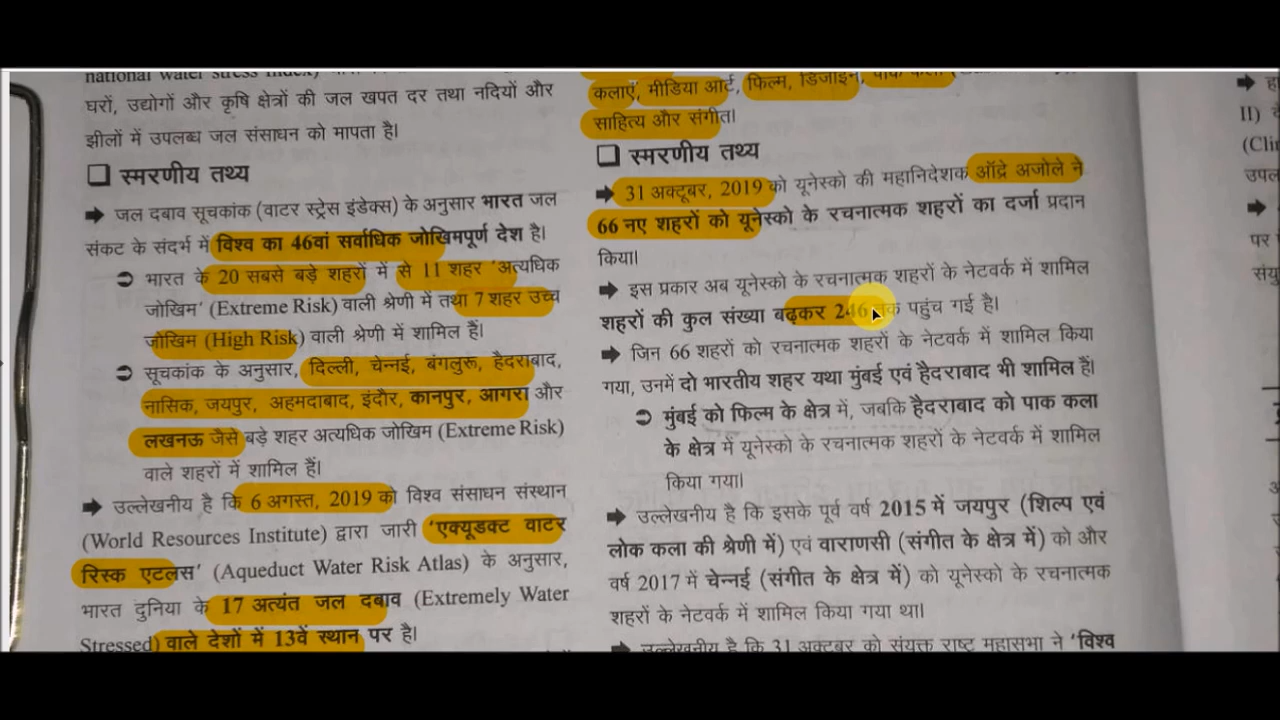 national water stress index)
घरों, उद्योगों और कृषि क्षेत्रों की जल खपत दर तथा नदियों और
झीलों में उपलब्ध जल संसाधन को मापता है।
❑ स्मरणीय तथ्य
➡ जल दबाव सूचकांक (वाटर स्ट्रेस इंडेक्स) के अनुसार भारत जल
संकट के संदर्भ में विश्व का 46वां सर्वाधिक जोखिमपूर्ण देश है।
➲ भारत के 20 सबसे बड़े शहरों में से 11 शहर 'अत्यधिक
जोखिम' (Extreme Risk) वाली श्रेणी में तथा 7 शहर उच्च
जोखिम (High Risk) वाली श्रेणी में शामिल हैं।
➲ सूचकांक के अनुसार, दिल्ली, चेन्नई, बंगलुरू, हैदराबाद,
नासिक, जयपुर, अहमदाबाद, इंदौर, कानपुर, आगरा और
लखनऊ जैसे बड़े शहर अत्यधिक जोखिम (Extreme Risk)
वाले शहरों में शामिल हैं।
➡ उल्लेखनीय है कि 6 अगस्त, 2019 को विश्व संसाधन संस्थान
(World Resources Institute) द्वारा जारी 'एक्यूडक्ट वाटर
रिस्क एटलस' (Aqueduct Water Risk Atlas) के अनुसार,
भारत दुनिया के 17 अत्यंत जल दबाव (Extremely Water
Stressed) वाले देशों में 13वें स्थान पर है।
कलाएं, मीडिया आर्ट, फिल्म, डिजाइन, पाक कला
साहित्य और संगीत।
❑ स्मरणीय तथ्य
➡ 31 अक्टूबर, 2019 को यूनेस्को की महानिदेशक ऑद्रे अजोले ने
66 नए शहरों को यूनेस्को के रचनात्मक शहरों का दर्जा प्रदान
किया।
➡ इस प्रकार अब यूनेस्को के रचनात्मक शहरों के नेटवर्क में शामिल
शहरों की कुल संख्या बढ़कर 246 तक पहुंच गई है।
➡ जिन 66 शहरों को रचनात्मक शहरों के नेटवर्क में शामिल किया
गया, उनमें दो भारतीय शहर यथा मुंबई एवं हैदराबाद भी शामिल हैं।
➲ मुंबई को फिल्म के क्षेत्र में, जबकि हैदराबाद को पाक कला
के क्षेत्र में यूनेस्को के रचनात्मक शहरों के नेटवर्क में शामिल
किया गया।
➡ उल्लेखनीय है कि इसके पूर्व वर्ष 2015 में जयपुर (शिल्प एवं
लोक कला की श्रेणी में) एवं वाराणसी (संगीत के क्षेत्र में) को और
वर्ष 2017 में चेन्नई (संगीत के क्षेत्र में) को यूनेस्को के रचनात्मक
शहरों के नेटवर्क में शामिल किया गया था।
➡ उल्लेखनीय है कि 31 अक्टूबर को संयुक्त राष्ट्र महासभा ने 'विश्व
➡
II)
(Cli
उपल
➡
पर
संयु